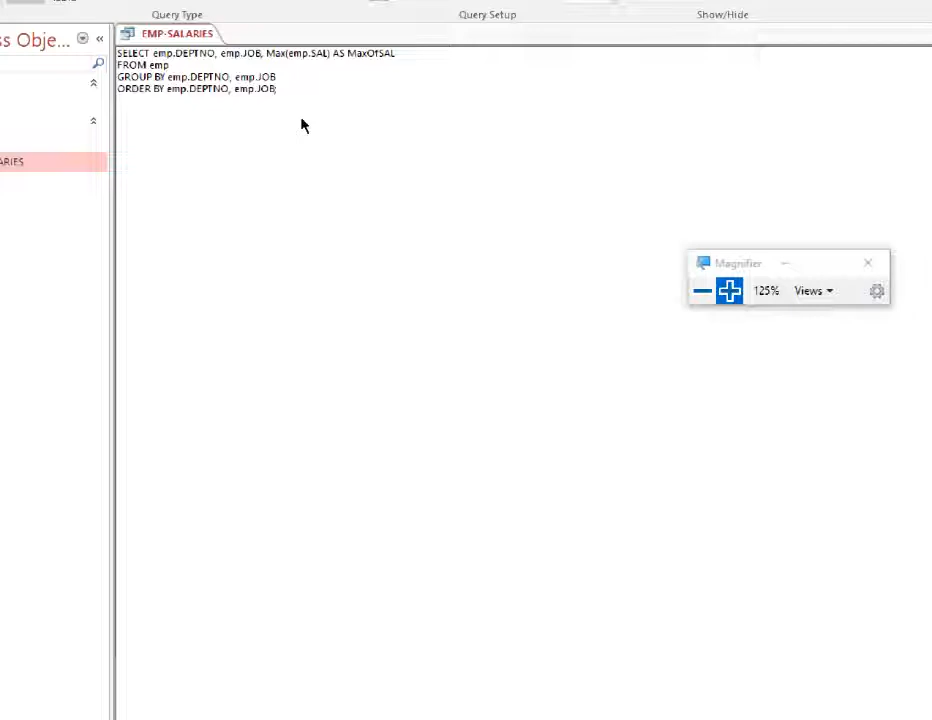 Query Type
Query Setup
Show/Hide
ss Obje...
EMP-SALARIES
SELECT emp.DEPTNO, emp.JOB, Max(emp.SAL) AS MaxOfSAL
FROM emp
GROUP BY emp.DEPTNO, emp.JOB
ORDER BY emp.DEPTNO, emp.JOB;
ARIES
Magnifier
125%
Views